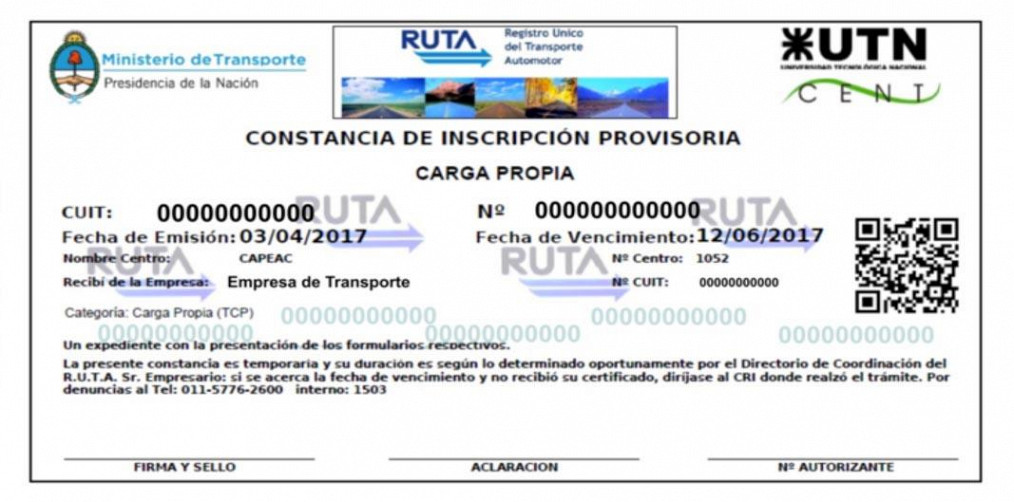 Ministerio de Transporte
Presidencia de la Nación
RUTA
Registro Unico
del Transporte
Automotor
UTN
UNIVERSIDAD TECNOLÓGICA NACIONAL
CENT
CONSTANCIA DE INSCRIPCIÓN PROVISORIA
CARGA PROPIA
RUTA RUTA
CUIT: 00000000000 Nº 000000000000
Fecha de Emisión: 03/04/2017 Fecha de Vencimiento: 12/06/2017
RUTA RUTA
Nombre Centro: CAPEAC Nº Centro: 1052
Recibí de la Empresa: Empresa de Transporte Nº CUIT: 00000000000
Categoría: Carga Propia (TCP) 00000000000 00000000000
00000000000 00000000000 00000000000
Un expediente con la presentación de los formularios respectivos.
La presente constancia es temporaria y su duración es según lo determinado oportunamente por el Directorio de Coordinación del
R.U.T.A. Sr. Empresario: si se acerca la fecha de vencimiento y no recibió su certificado, diríjase al CRI donde realzó el trámite. Por
denuncias al Tel: 011-5776-2600 interno: 1503
FIRMA Y SELLO ACLARACION Nº AUTORIZANTE